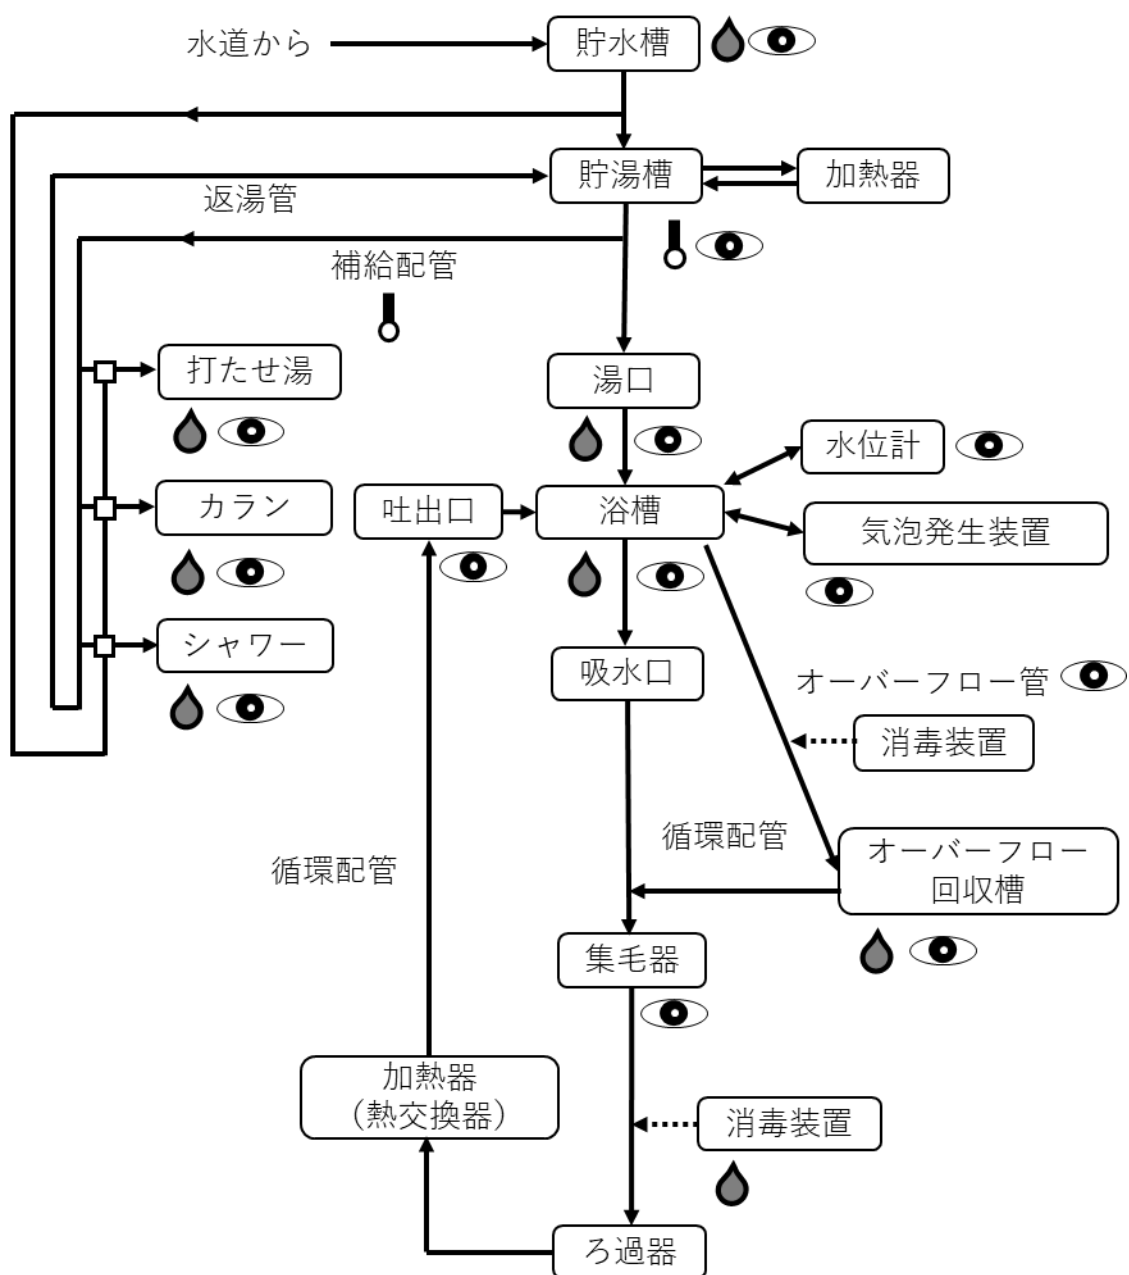 水道から
貯水槽
貯湯槽
加熱器
返湯管
補給配管
打たせ湯
湯口
水位計
カラン
吐出口
浴槽
気泡発生装置
シャワー
吸水口
オーバーフロー管
消毒装置
循環配管
オーバーフロー
回収槽
循環配管
集毛器
加熱器
（熱交換器）
消毒装置
ろ過器